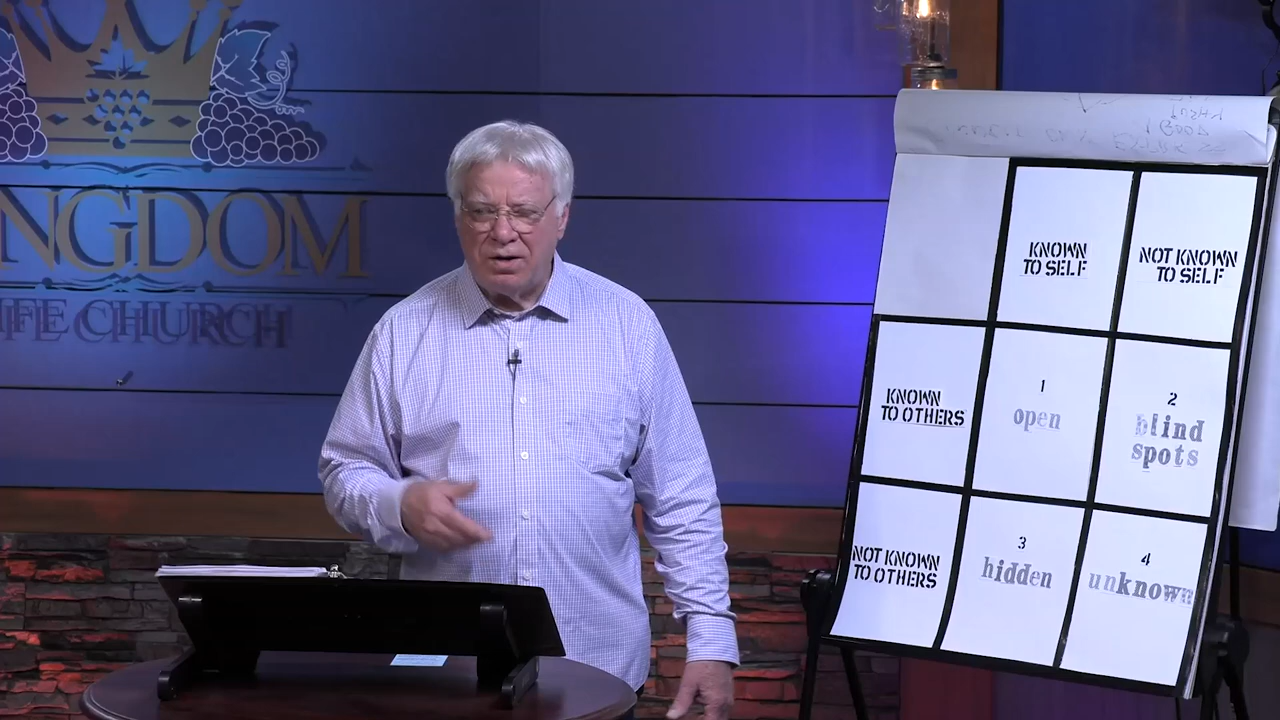 NGDOM
IFE CHURCH
KNOWN
TO SELF
NOT KNOWN
TO SELF
KNOWN
TO OTHERS
1
open
2
blind
spots
NOT KNOWN
TO OTHERS
3
hidden
4
unknown